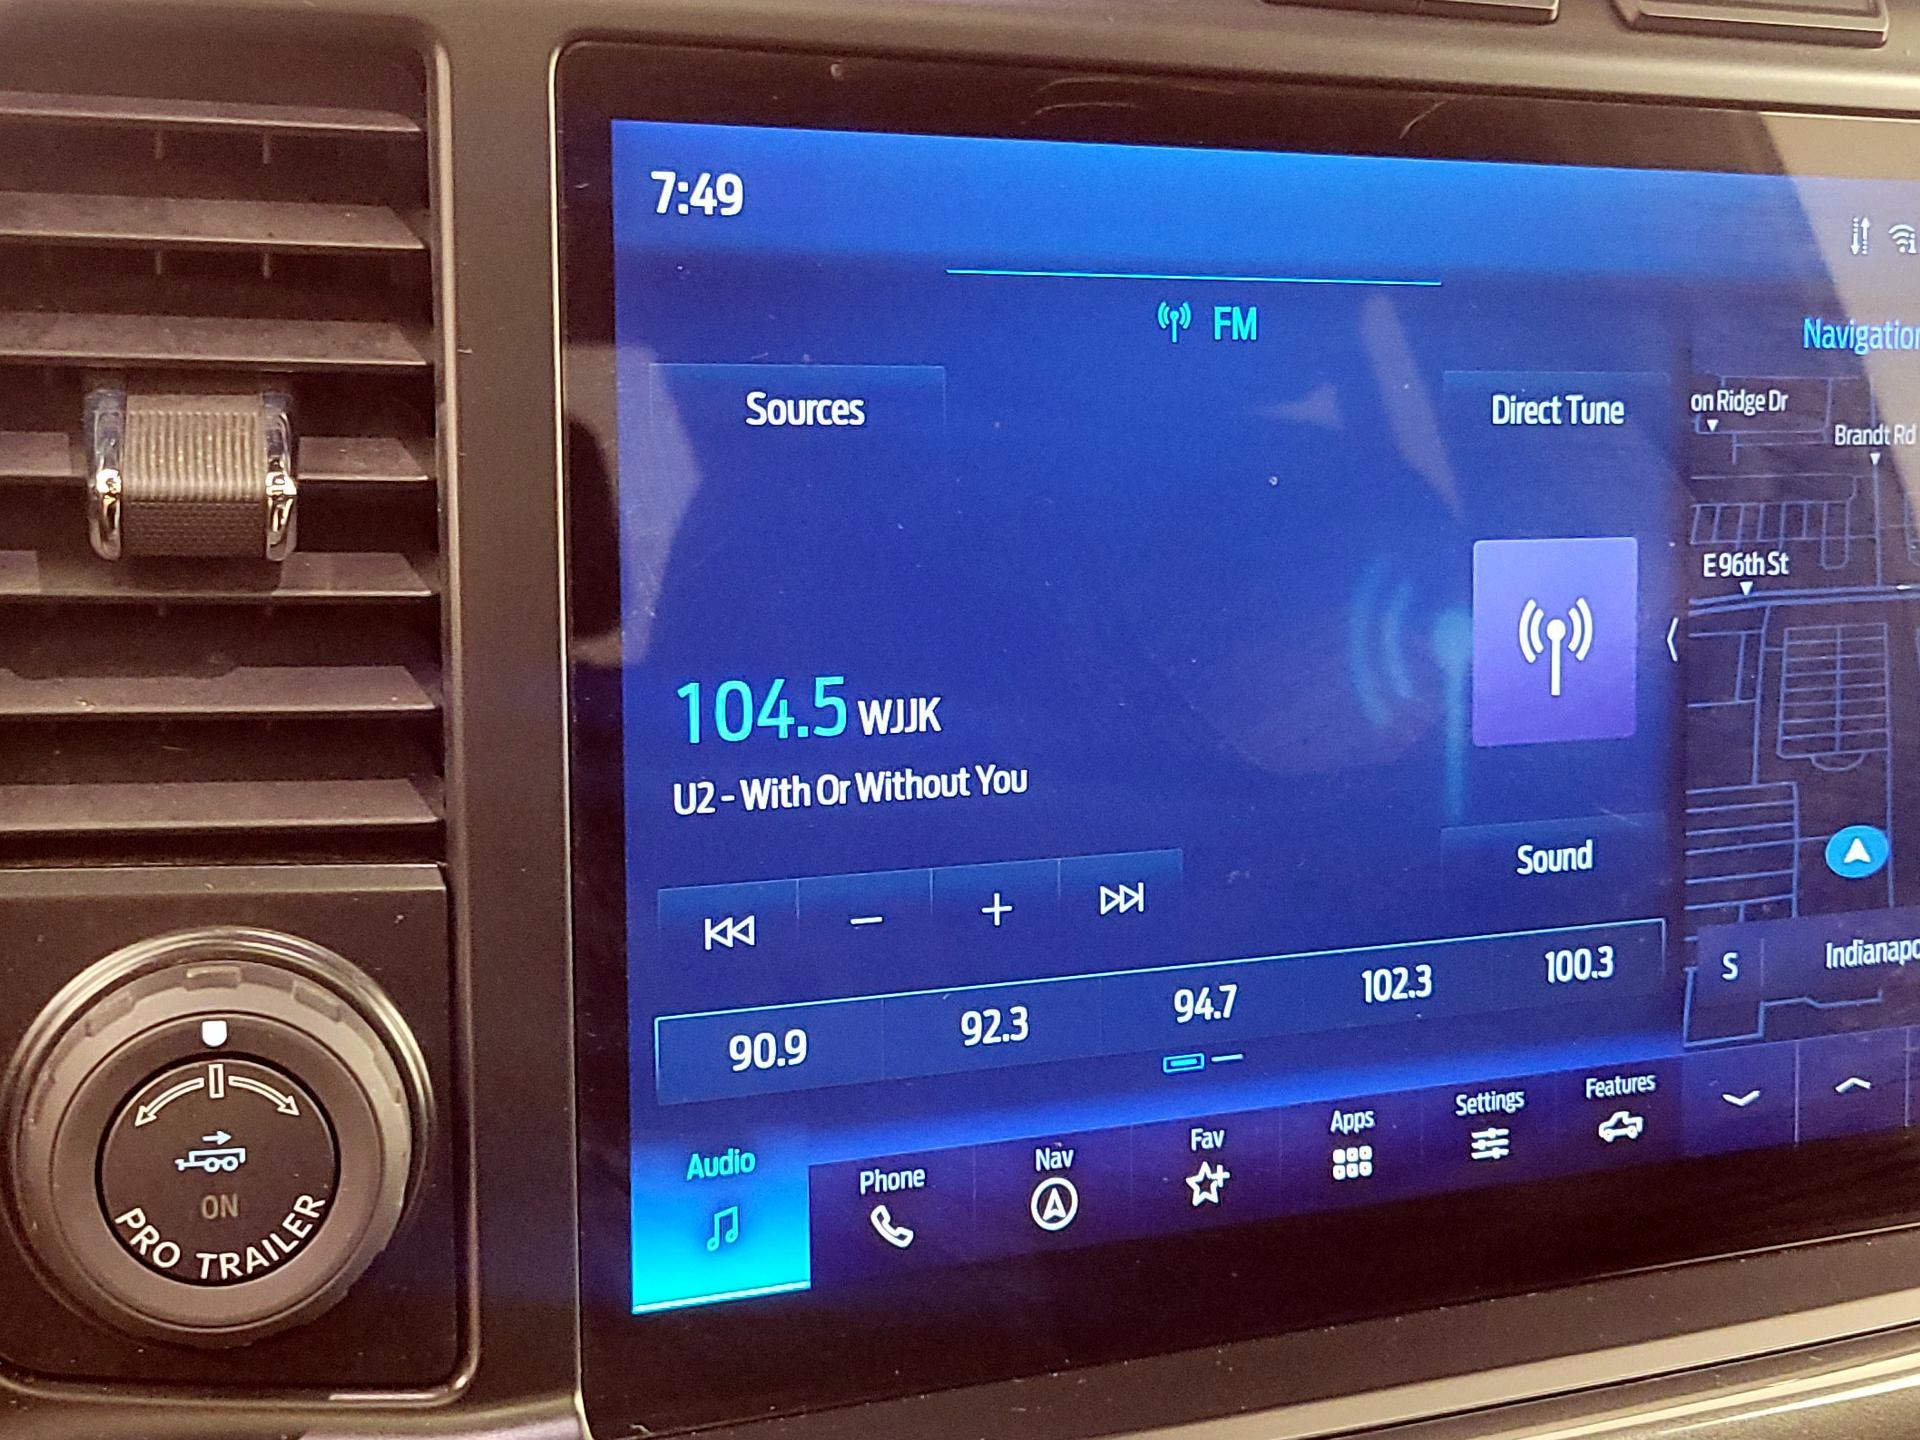 7:49
FM
Sources
Direct Tune
Navigation
on Ridge Dr
Brandt Rd
E 96th St
104.5 WJJK
U2 - With Or Without You
Sound
S
Indianapo
90.9
92.3
94.7
102.3
100.3
Audio
Phone
Nav
Fav
Apps
Settings
Features
ON
PRO TRAILER